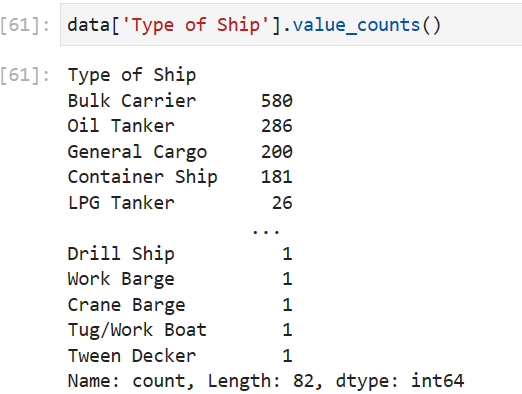 [61]: data['Type of Ship'].value_counts()
[61]: Type of Ship
Bulk Carrier 580
Oil Tanker 286
General Cargo 200
Container Ship 181
LPG Tanker 26
...
Drill Ship 1
Work Barge 1
Crane Barge 1
Tug/Work Boat 1
Tween Decker 1
Name: count, Length: 82, dtype: int64